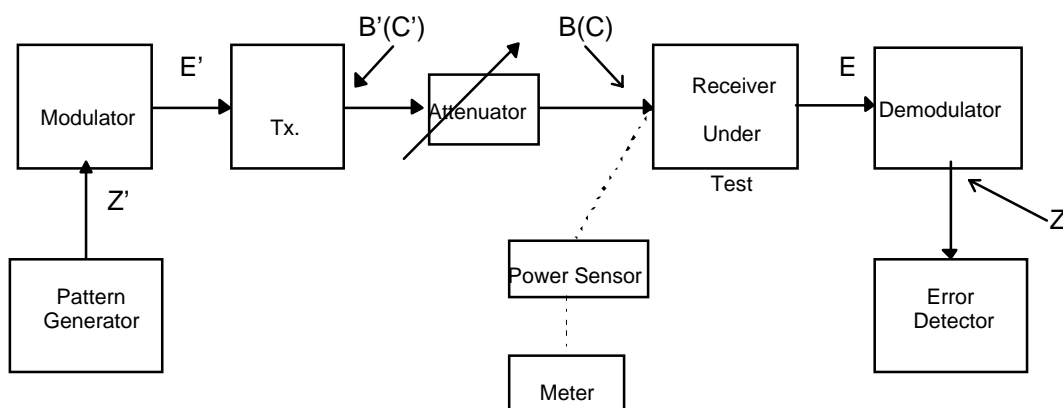 B'(C')
B(C)
E'
E
Modulator
Tx.
Attenuator
Receiver
Under
Test
Demodulator
Z'
Z
Pattern
Generator
Power Sensor
Error
Detector
Meter